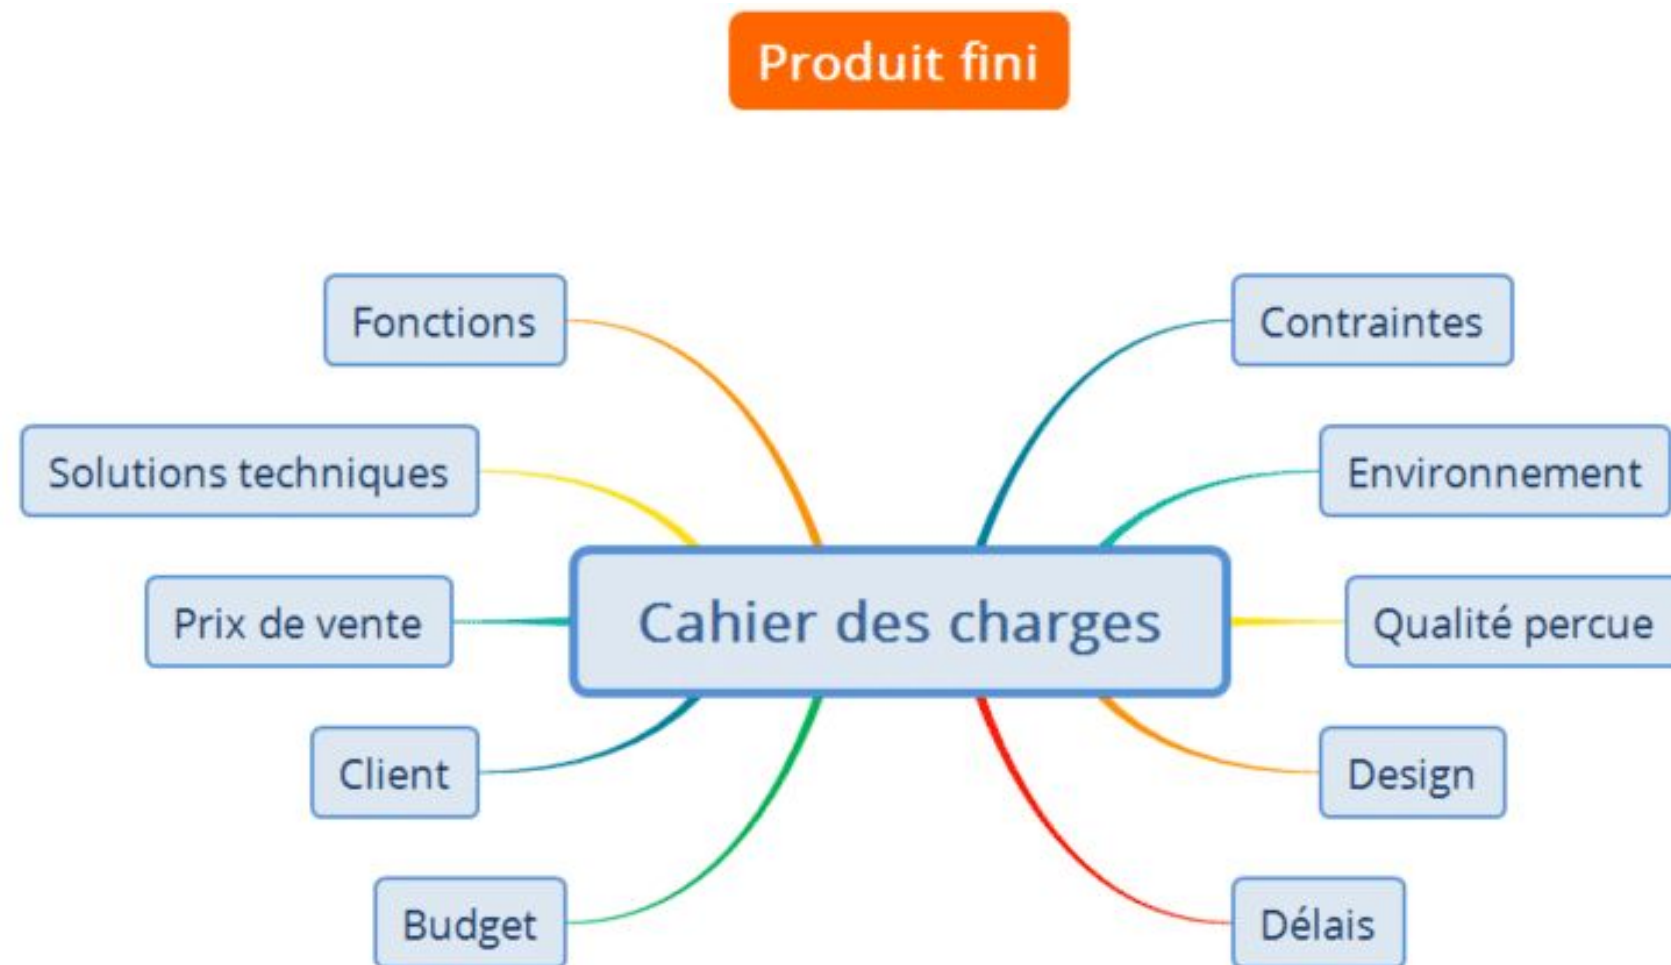 Produit fini
Fonctions
Contraintes
Solutions techniques
Environnement
Prix de vente
Cahier des charges
Qualité percue
Client
Design
Budget
Délais